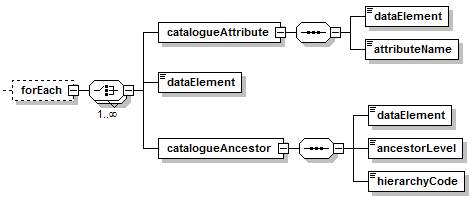 dataElement
catalogueAttribute
attributeName
forEach
dataElement
1..∞
dataElement
catalogueAncestor
ancestorLevel
hierarchyCode